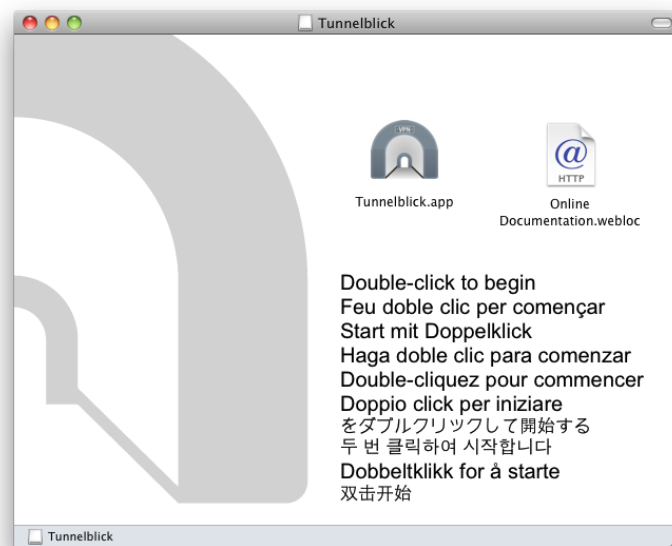 Tunnelblick
VPN
Tunnelblick.app
HTTP
Online
Documentation.webloc
Double-click to begin
Feu doble clic per començar
Start mit Doppelklick
Haga doble clic para comenzar
Double-cliquez pour commencer
Doppio click per iniziare
をダブルクリックして開始する
두 번 클릭하여 시작합니다
Dobbeltklikk for å starte
双击开始
Tunnelblick